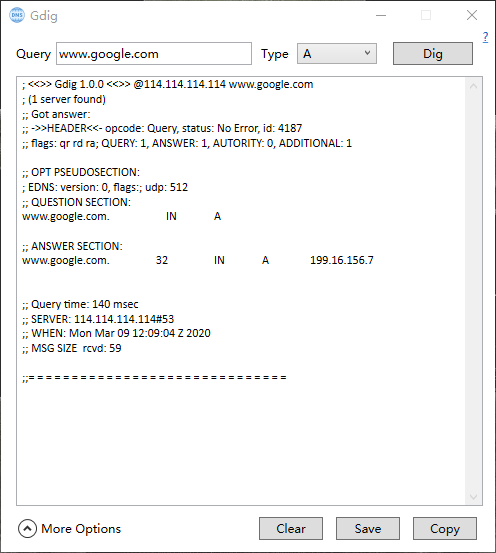 DNS Gdig
?
Query www.google.com Type A Dig
; <<>> Gdig 1.0.0 <<>> @114.114.114.114 www.google.com
; (1 server found)
;; Got answer:
;; ->>HEADER<<- opcode: Query, status: No Error, id: 4187
;; flags: qr rd ra; QUERY: 1, ANSWER: 1, AUTORITY: 0, ADDITIONAL: 1
;; OPT PSEUDOSECTION:
; EDNS: version: 0, flags:; udp: 512
;; QUESTION SECTION:
www.google.com. IN A
;; ANSWER SECTION:
www.google.com. 32 IN A 199.16.156.7
;; Query time: 140 msec
;; SERVER: 114.114.114.114#53
;; WHEN: Mon Mar 09 12:09:04 Z 2020
;; MSG SIZE rcvd: 59
;;= = = = = = = = = = = = = = = = = = = = = = = = = = = = = =
More Options Clear Save Copy